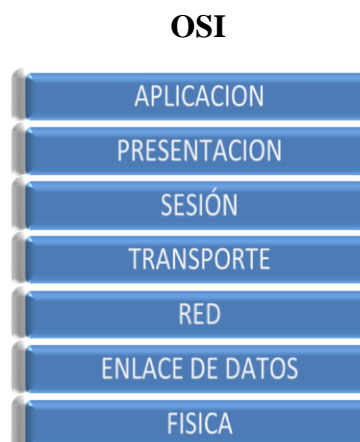 OSI
APLICACION
PRESENTACION
SESIÓN
TRANSPORTE
RED
ENLACE DE DATOS
FISICA